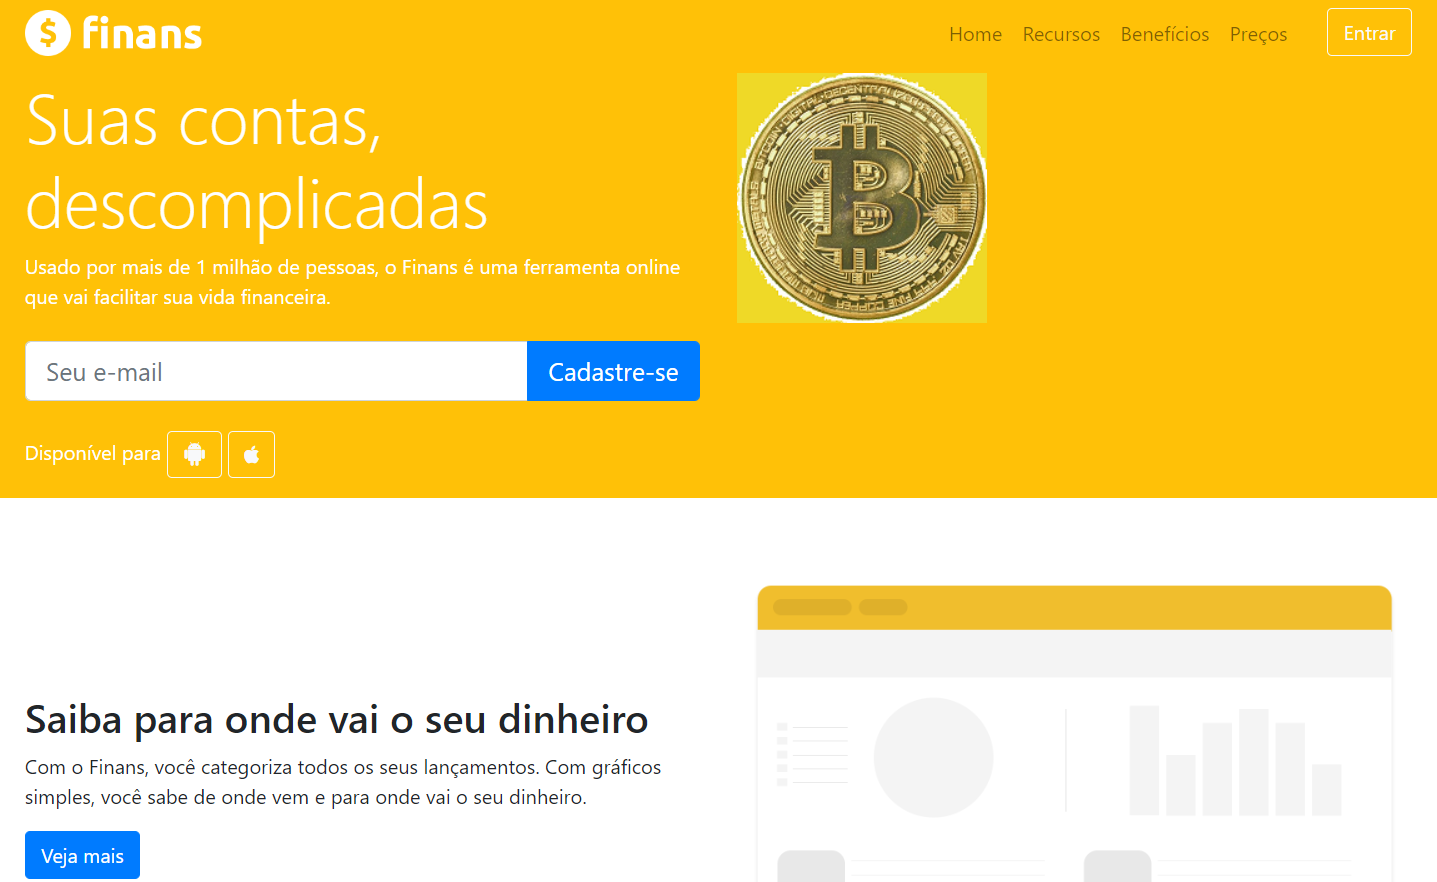 finans
Home Recursos Benefícios Preços Entrar
Suas contas,
descomplicadas
Usado por mais de 1 milhão de pessoas, o Finans é uma ferramenta online
que vai facilitar sua vida financeira.
Seu e-mail Cadastre-se
Disponível para
Saiba para onde vai o seu dinheiro
Com o Finans, você categoriza todos os seus lançamentos. Com gráficos
simples, você sabe de onde vem e para onde vai o seu dinheiro.
Veja mais